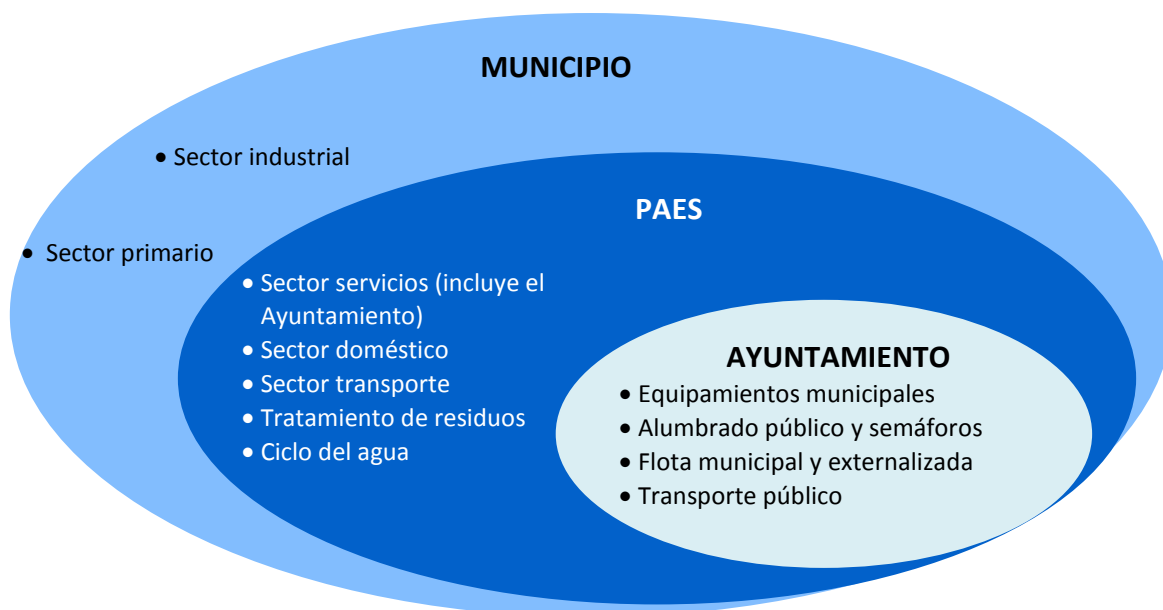 MUNICIPIO
• Sector industrial
• Sector primario
PAES
• Sector servicios (incluye el
Ayuntamiento)
• Sector doméstico
• Sector transporte
• Tratamiento de residuos
• Ciclo del agua
AYUNTAMIENTO
• Equipamientos municipales
• Alumbrado público y semáforos
• Flota municipal y externalizada
• Transporte público